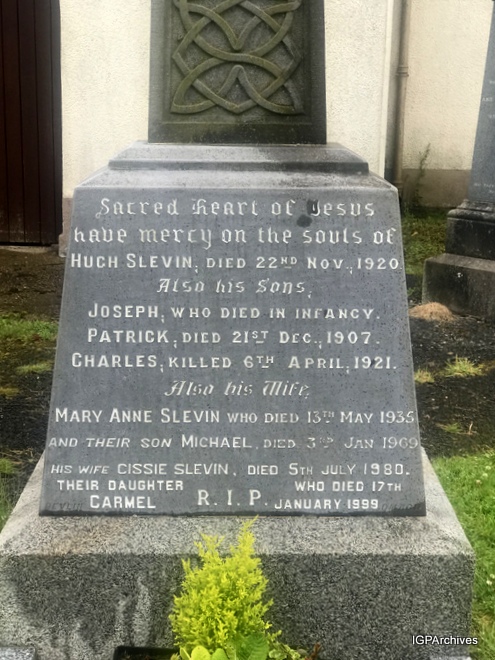 Sacred Heart of Jesus
have mercy on the souls of
HUGH SLEVIN, DIED 22ND NOV., 1920.
Also his Sons,
JOSEPH, WHO DIED IN INFANCY.
PATRICK, DIED 21ST DEC., 1907.
CHARLES, KILLED 6TH APRIL, 1921.
Also his Wife,
MARY ANNE SLEVIN WHO DIED 13TH MAY 1935
AND THEIR SON MICHAEL, DIED 3RD JAN 1969
HIS WIFE CISSIE SLEVIN, DIED 5TH JULY 1980.
THEIR DAUGHTER WHO DIED 17TH
CARMEL R.I.P. JANUARY 1999
IGPArchives